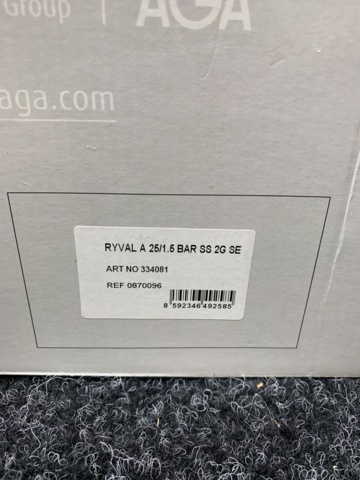 Group | AGA
aga.com
RYVAL A 25/1.5 BAR SS 2G SE
ART NO 334081
REF 0870096
8 592346 492585